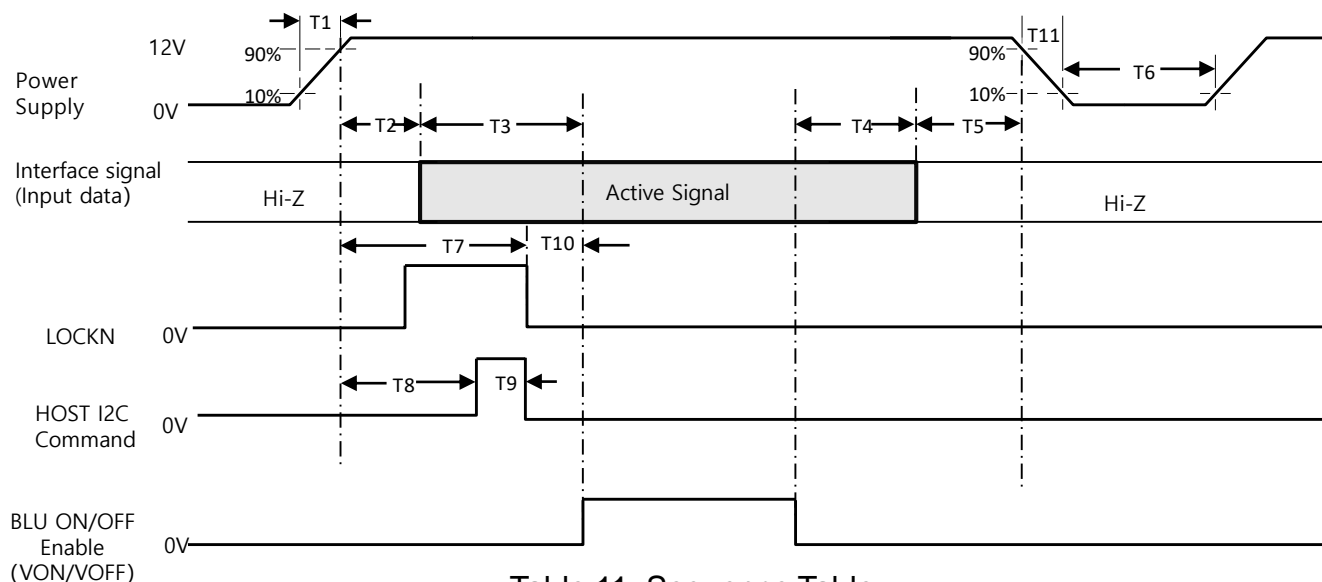 T1
12V
90%
10%
Power
Supply
0V
90%
T11
10%
T6
T2
T3
T4
T5
Interface signal
(Input data)
Hi-Z
Active Signal
Hi-Z
T7
T10
LOCKN
0V
T8
T9
HOST I2C
Command
0V
BLU ON/OFF
Enable
(VON/VOFF)
0V
Table 11. Sequence Table